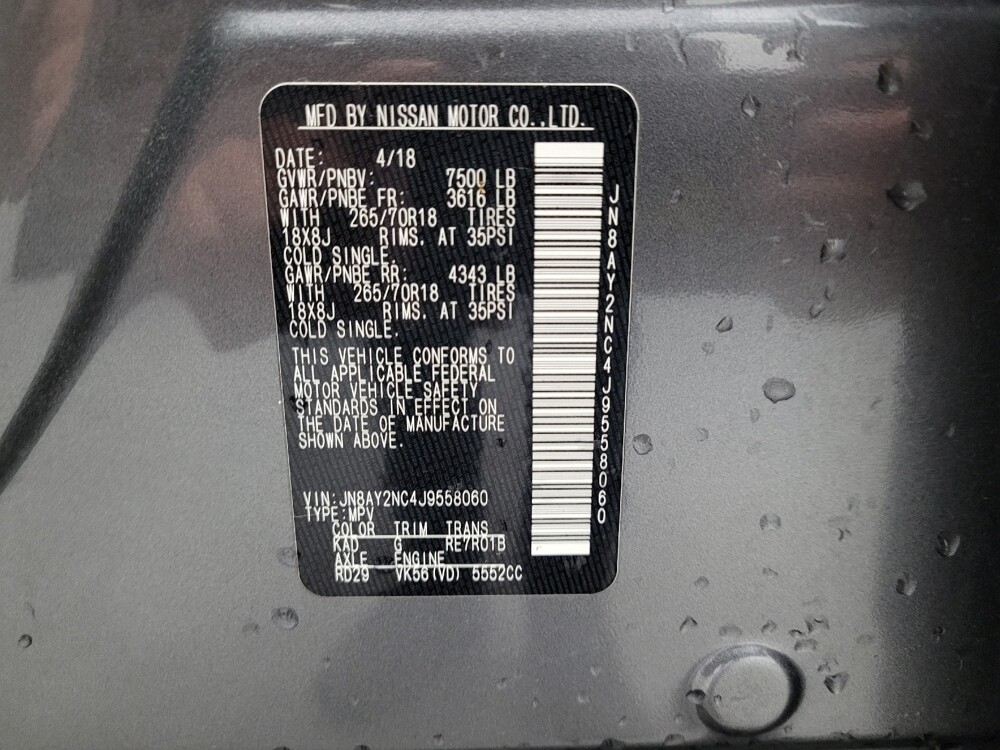 MFD BY NISSAN MOTOR CO.,LTD.
DATE: 4/18
GVWR/PNBV: 7500 LB
GAWR/PNBE FR: 3616 LB
WITH 265/70R18 TIRES
18X8J RIMS. AT 35PSI
COLD SINGLE.
GAWR/PNBE RR: 4343 LB
WITH 265/70R18 TIRES
18X8J RIMS. AT 35PSI
COLD SINGLE.
THIS VEHICLE CONFORMS TO
ALL APPLICABLE FEDERAL
MOTOR VEHICLE SAFETY
STANDARDS IN EFFECT ON
THE DATE OF MANUFACTURE
SHOWN ABOVE.
VIN:JN8AY2NC4J9558060
TYPE:MPV
COLOR TRIM TRANS
KAD G RE7R01B
AXLE ENGINE
RD29 VK56(VD) 5552CC
JN8AY2NC4J9558060